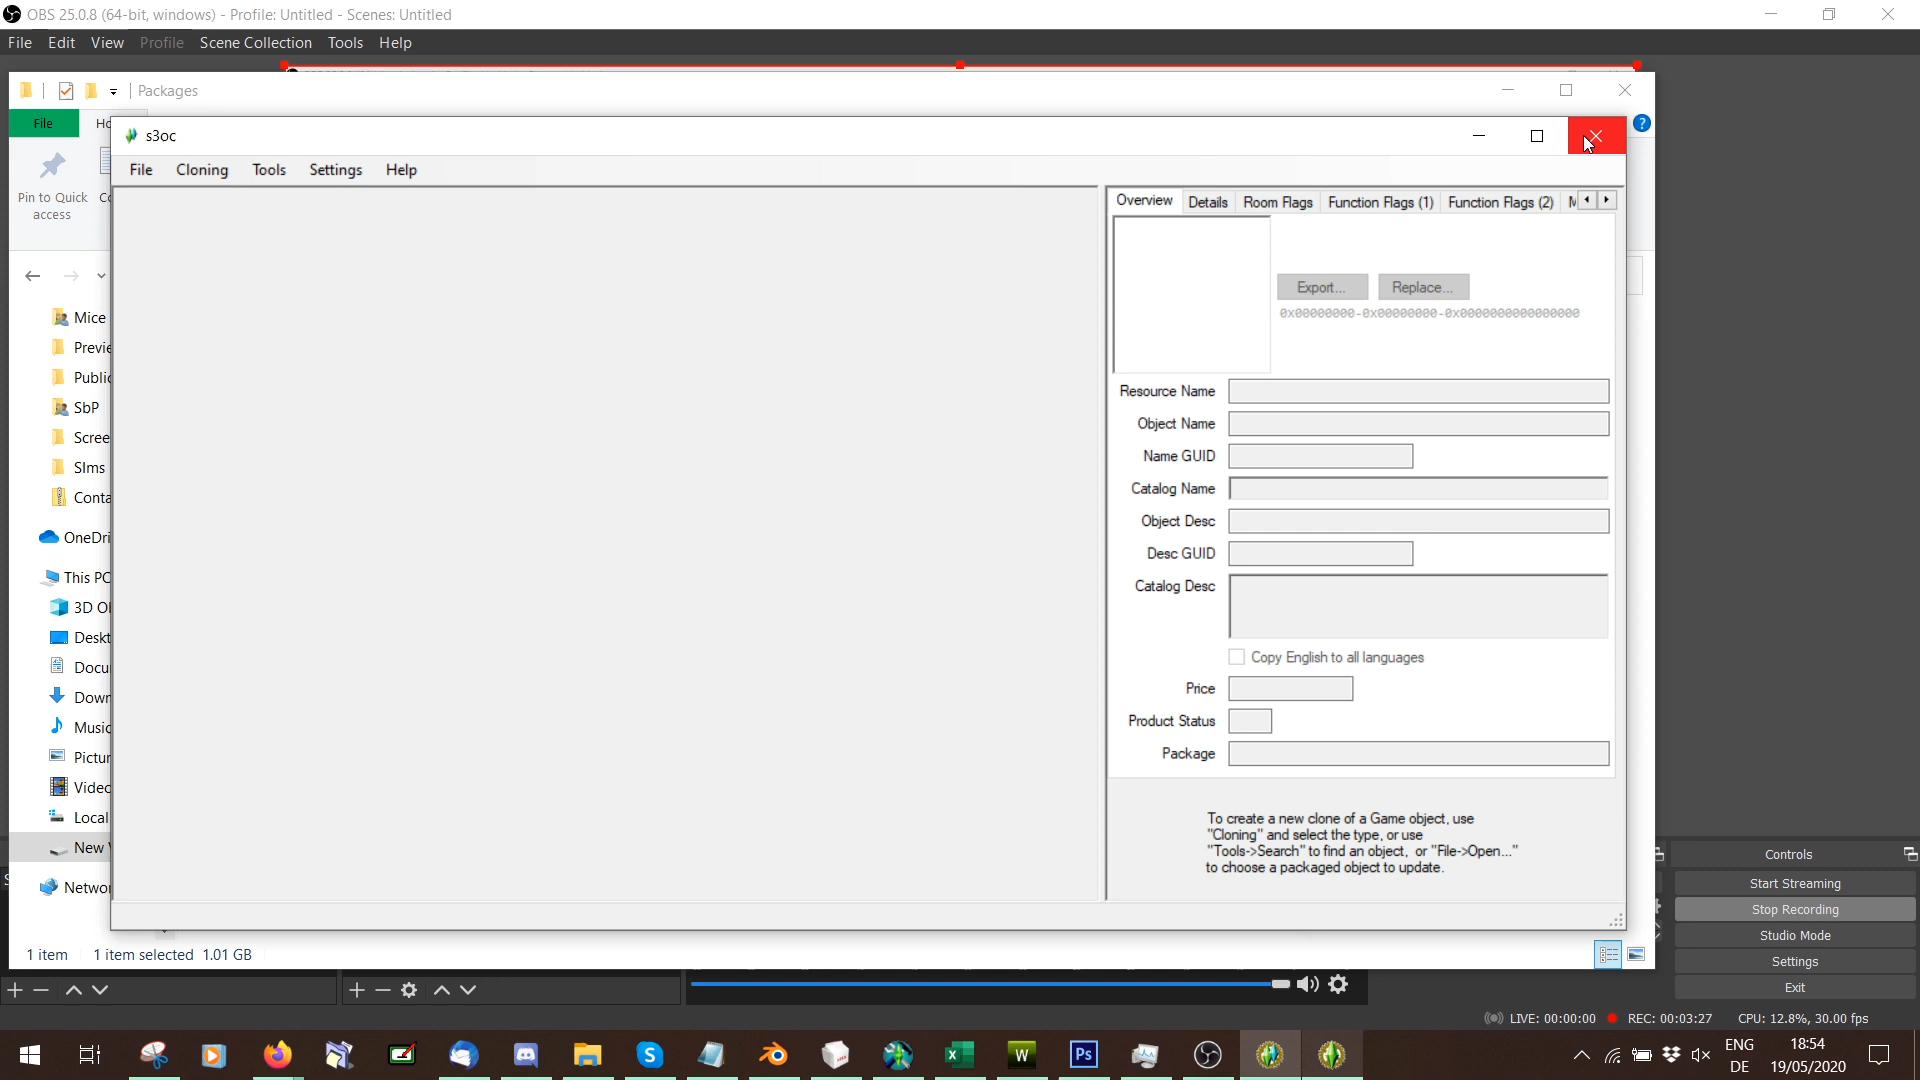 OBS 25.0.8 (64-bit, windows) - Profile: Untitled - Scenes: Untitled
File Edit View Profile Scene Collection Tools Help
Packages
File
s3oc
File Cloning Tools Settings Help
Pin to Quick
access
Overview Details Room Flags Function Flags (1) Function Flags (2)
Export... Replace...
0x00000000-0x00000000-0x0000000000000000
Mice
Public
SbP
SIms
Resource Name
Object Name
Name GUID
Catalog Name
Object Desc
Desc GUID
Catalog Desc
Copy English to all languages
Price
Product Status
Package
This PC
Local
New
To create a new clone of a Game object, use
"Cloning" and select the type, or use
"Tools->Search" to find an object, or "File->Open..."
to choose a packaged object to update.
1 item 1 item selected 1.01 GB
Controls
Start Streaming
Stop Recording
Studio Mode
Settings
Exit
LIVE: 00:00:00 REC: 00:03:27 CPU: 12.8%, 30.00 fps
ENG
DE
18:54
19/05/2020